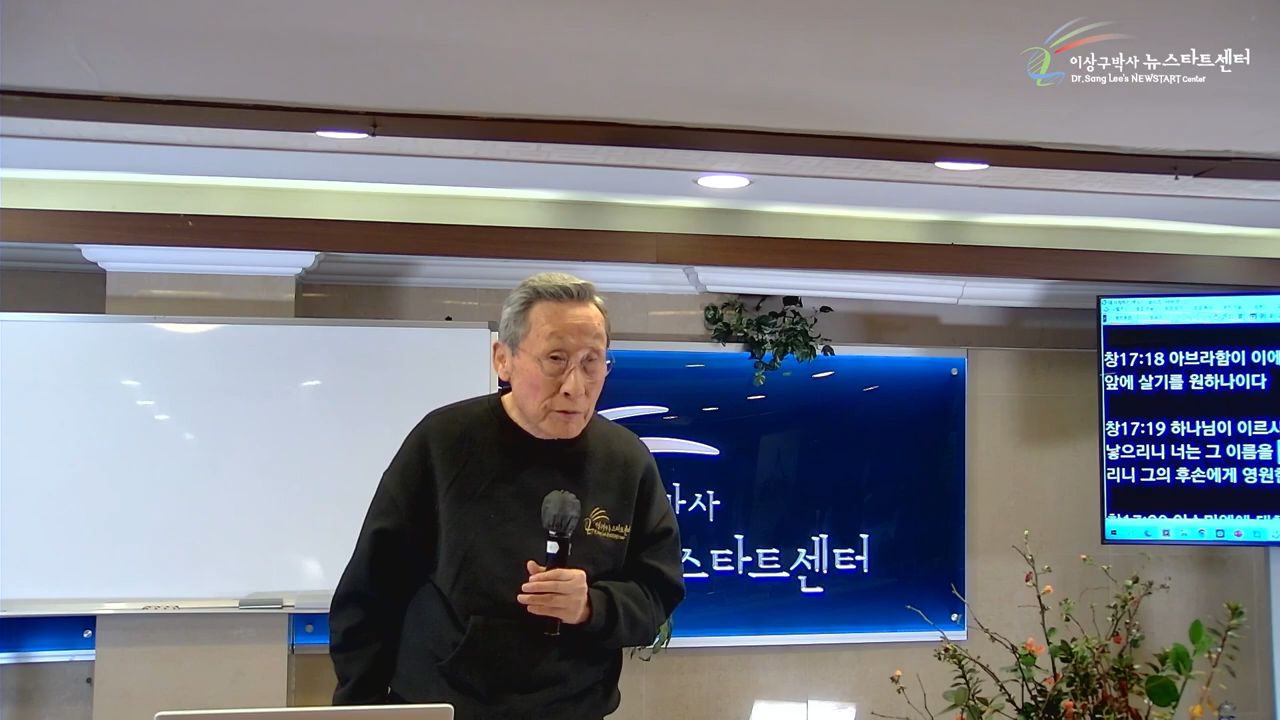 이상구박사 뉴스타트센터
Dr. Sang Lee's NEWSTART Center
창17:18 아브라함이 이에
앞에 살기를 원하나이다
창17:19 하나님이 이르시
낳으리니 너는 그 이름을
리니 그의 후손에게 영원한
박사
스타트센터